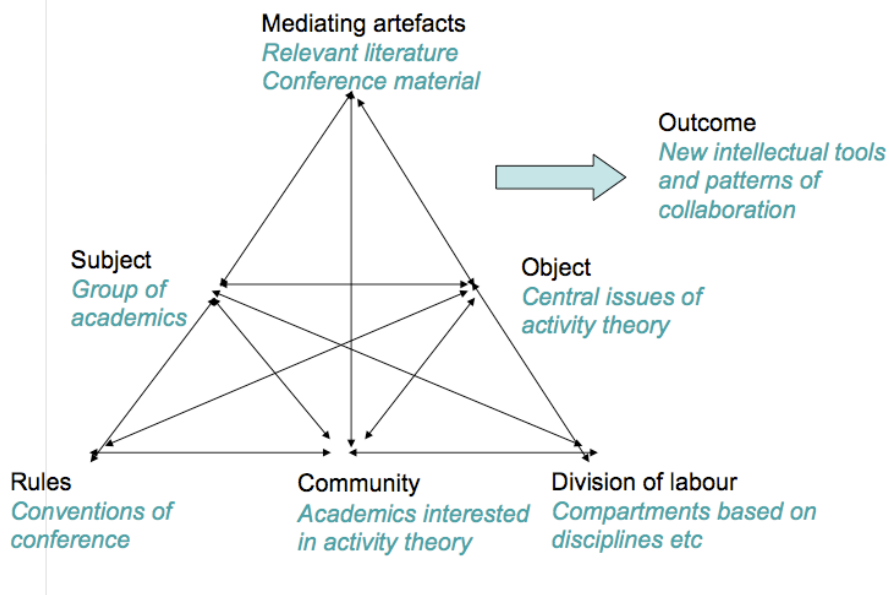 Mediating artefacts
Relevant literature
Conference material
Outcome
New intellectual tools
and patterns of
collaboration
Subject
Group of
academics
Object
Central issues of
activity theory
Rules
Conventions of
conference
Community
Academics interested
in activity theory
Division of labour
Compartments based on
disciplines etc